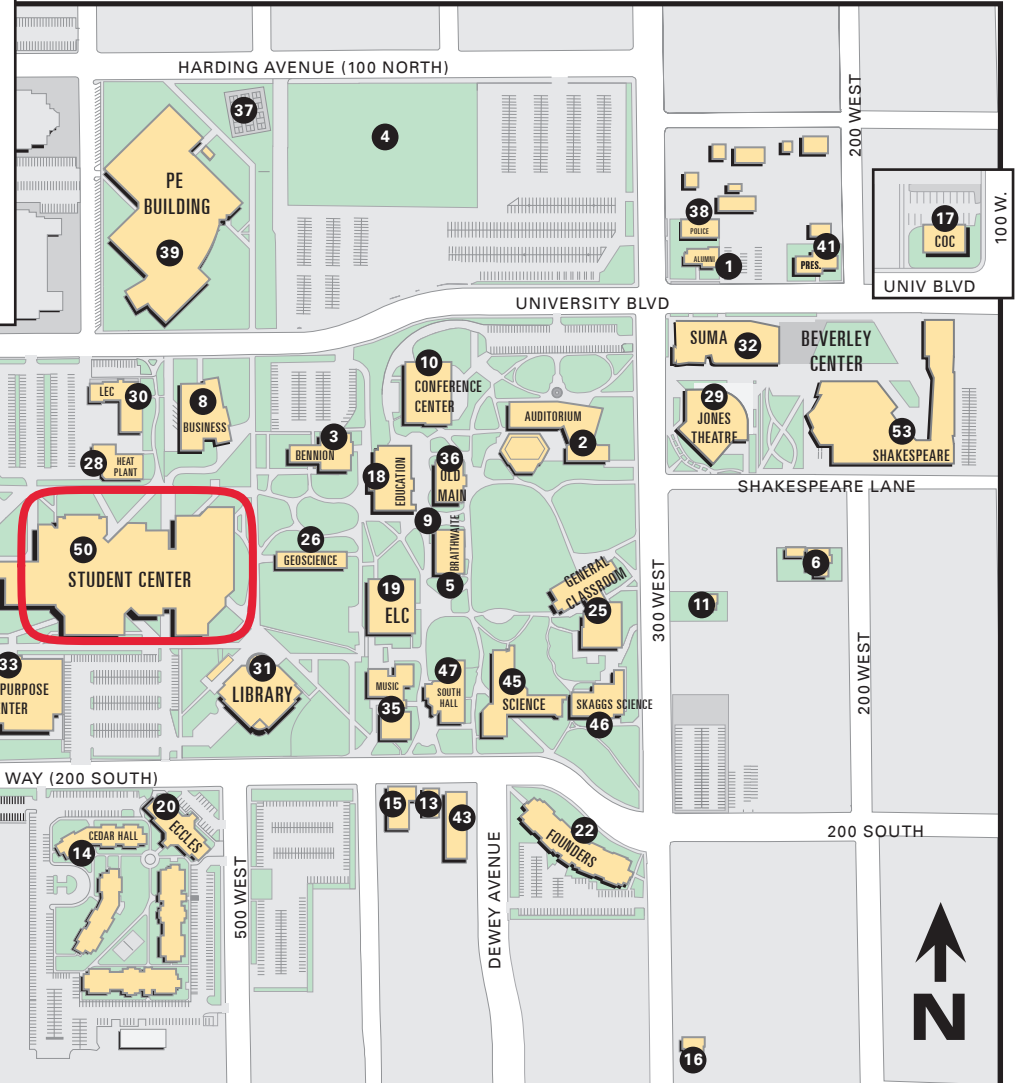 HARDING AVENUE (100 NORTH)
200 WEST
37
4
PE
BUILDING
39
38
POLICE
ALUMNI
1
41
PRES.
17
COC
100 W.
UNIV BLVD
UNIVERSITY BLVD
SUMA
32
BEVERLEY
CENTER
10
CONFERENCE
CENTER
LEC
30
8
BUSINESS
29
JONES
THEATRE
AUDITORIUM
2
53
SHAKESPEARE
3
BENNION
28
HEAT
PLANT
18
EDUCATION
36
OLD
MAIN
SHAKESPEARE LANE
9
BRAITHWAITE
5
50
STUDENT CENTER
26
GEOSCIENCE
19
ELC
GENERAL
CLASSROOM
25
300 WEST
6
11
200 WEST
33
PURPOSE
NTER
31
LIBRARY
MUSIC
35
47
SOUTH
HALL
45
SCIENCE
SKAGGS SCIENCE
46
WAY (200 SOUTH)
20
ECCLES
CEDAR HALL
14
15
13
43
22
FOUNDERS
200 SOUTH
500 WEST
DEWEY AVENUE
N
16